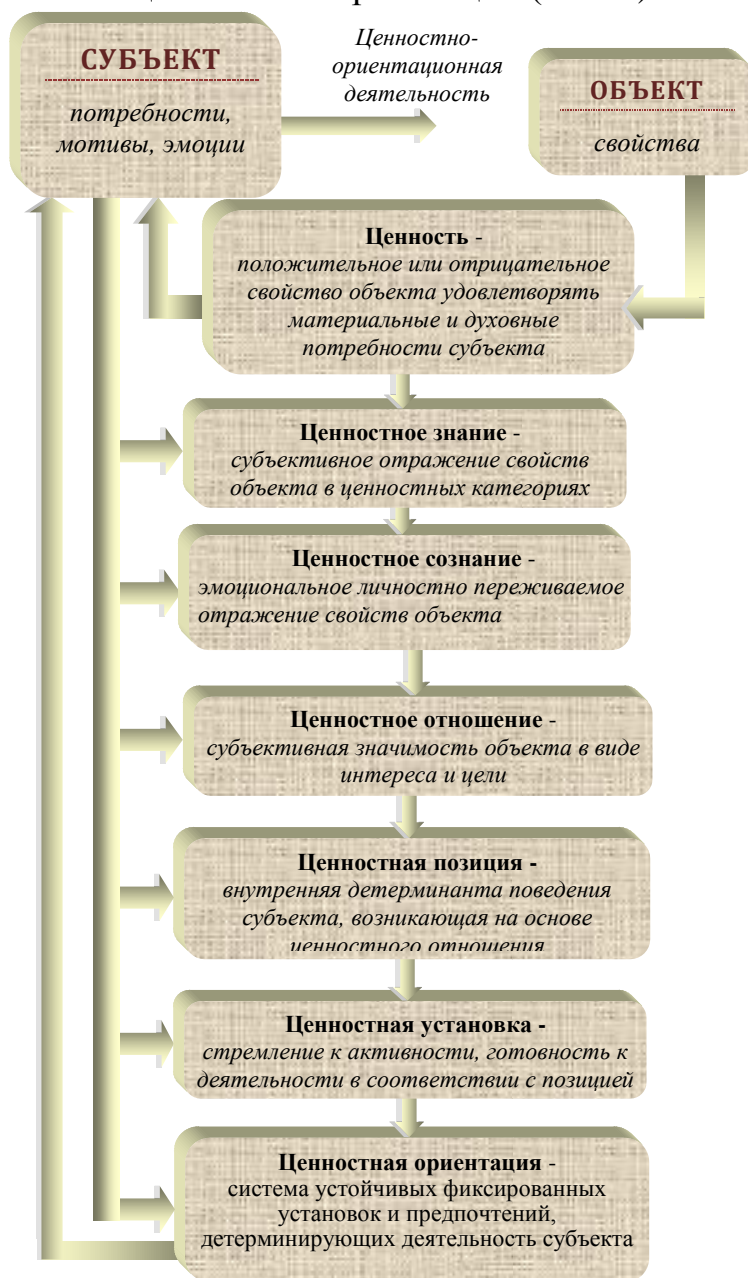 СУБЪЕКТ
потребности,
мотивы, эмоции
Ценностно-
ориентационная
деятельность
ОБЪЕКТ
свойства
Ценность -
положительное или отрицательное
свойство объекта удовлетворять
материальные и духовные
потребности субъекта
Ценностное знание -
субъективное отражение свойств
объекта в ценностных категориях
Ценностное сознание -
эмоциональное личностно переживаемое
отражение свойств объекта
Ценностное отношение -
субъективная значимость объекта в виде
интереса и цели
Ценностная позиция -
внутренняя детерминанта поведения
субъекта, возникающая на основе
ценностного отношения
Ценностная установка -
стремление к активности, готовность к
деятельности в соответствии с позицией
Ценностная ориентация -
система устойчивых фиксированных
установок и предпочтений,
детерминирующих деятельность субъекта